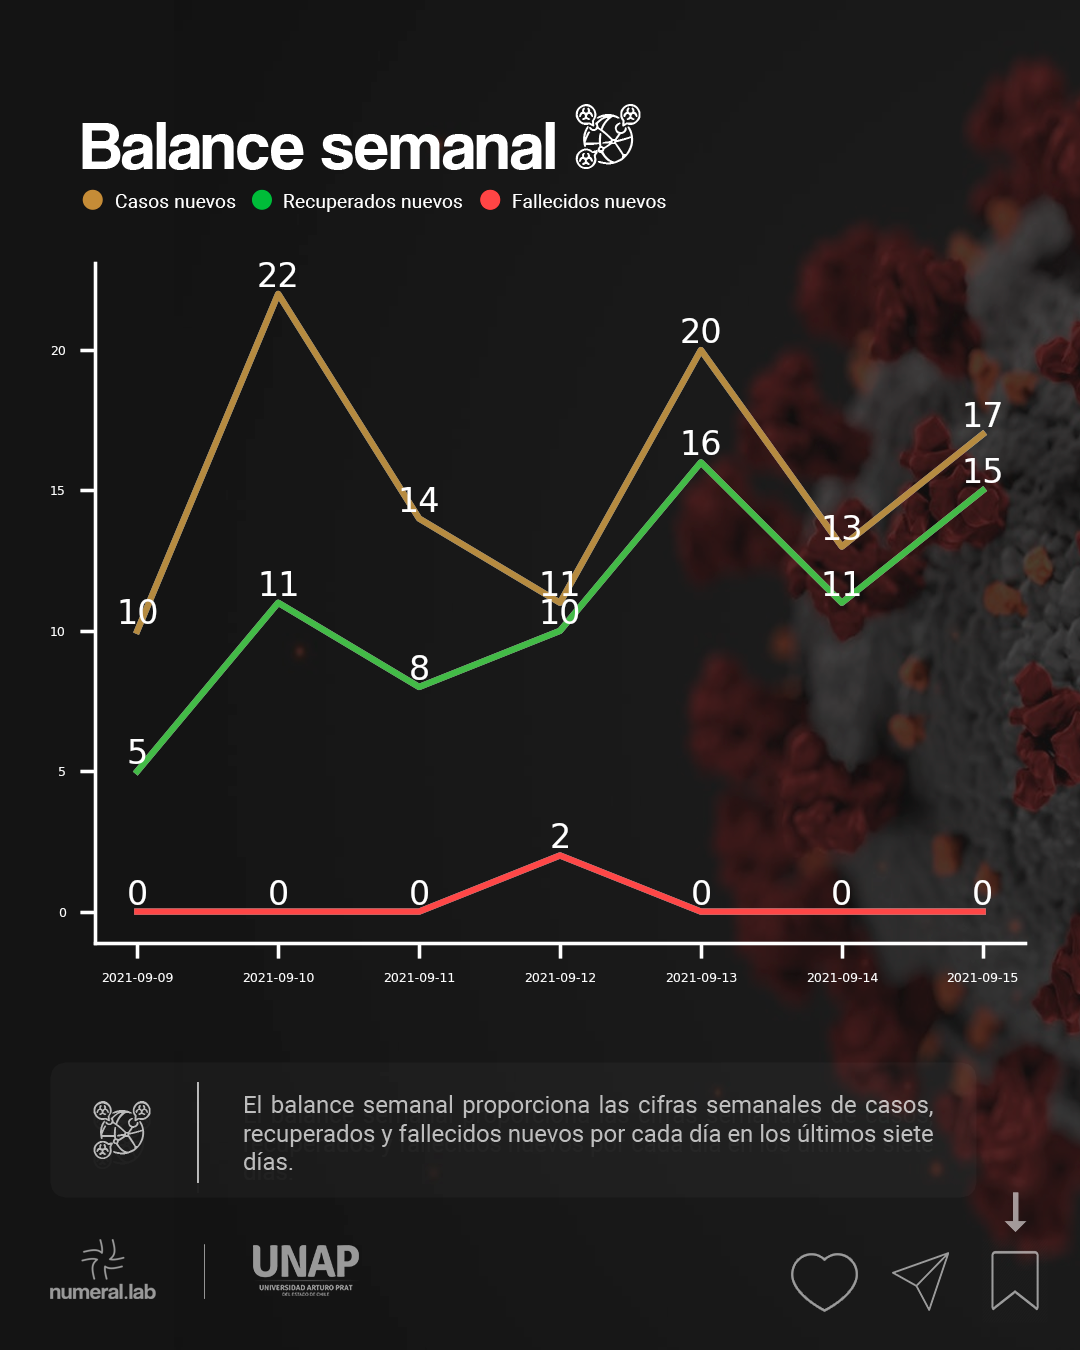 Balance semanal
Casos nuevos Recuperados nuevos Fallecidos nuevos
22
20
20
17
16
15
15
14
13
11
11
11
10
10
10
8
5
5
2
0
0
0
0
0
0
0
2021-09-09 2021-09-10 2021-09-11 2021-09-12 2021-09-13 2021-09-14 2021-09-15
El balance semanal proporciona las cifras semanales de casos,
recuperados y fallecidos nuevos por cada día en los últimos siete
días.
numeral.lab
UNAP
UNIVERSIDAD ARTURO PRAT
DEL ESTADO DE CHILE